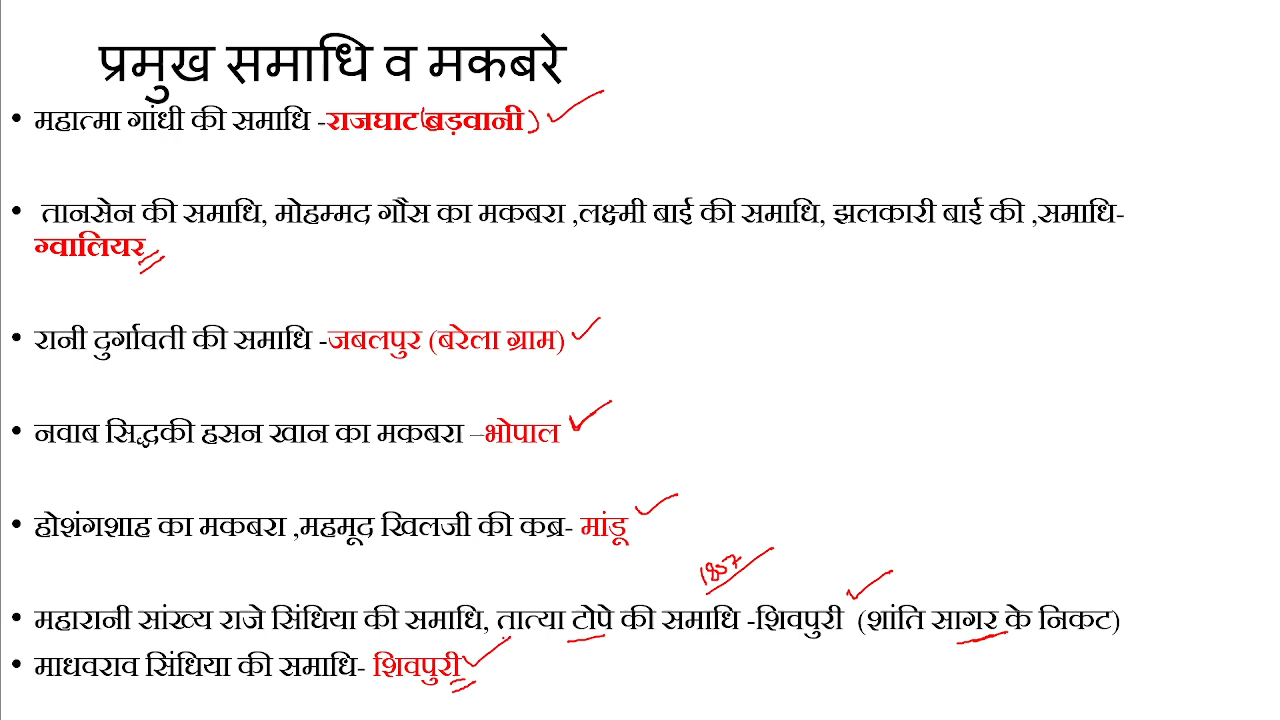 प्रमुख समाधि व मकबरे
• महात्मा गांधी की समाधि -राजघाट(बड़वानी)
• तानसेन की समाधि, मोहम्मद गौस का मकबरा ,लक्ष्मी बाई की समाधि, झलकारी बाई की ,समाधि-
ग्वालियर
• रानी दुर्गावती की समाधि -जबलपुर (बरेला ग्राम)
• नवाब सिद्धकी हसन खान का मकबरा –भोपाल
• होशंगशाह का मकबरा ,महमूद खिलजी की कब्र- मांडू
1857
• महारानी सांख्य राजे सिंधिया की समाधि, तात्या टोपे की समाधि -शिवपुरी (शांति सागर के निकट)
• माधवराव सिंधिया की समाधि- शिवपुरी